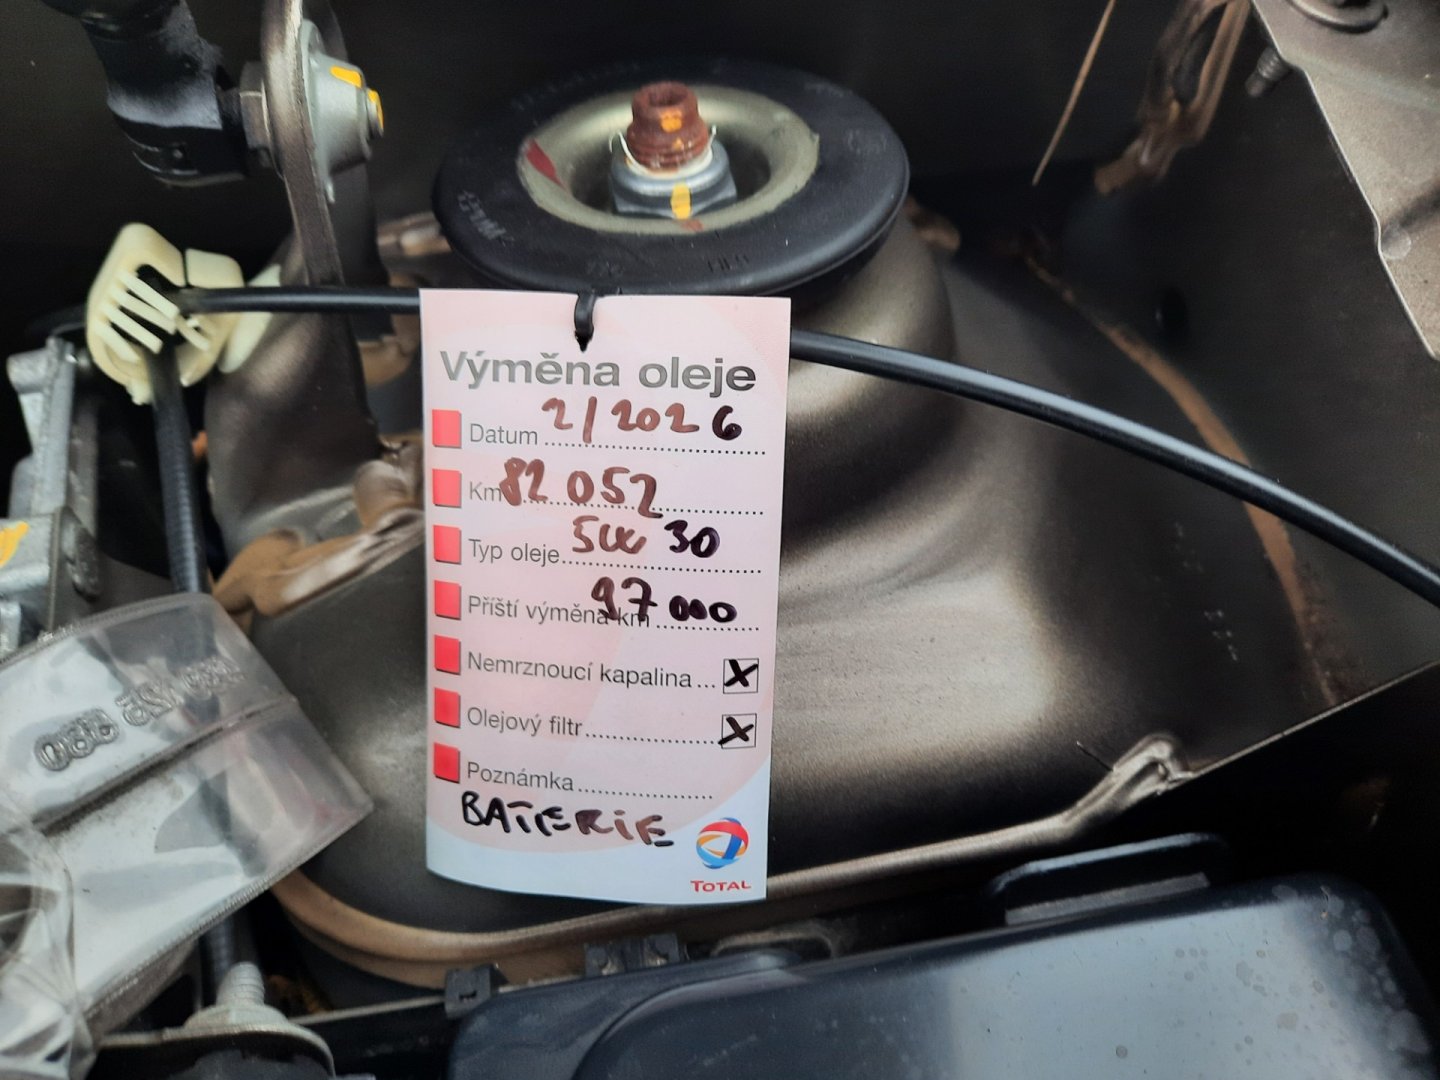 Výměna oleje
Datum 2/2026
Km 82 052
Typ oleje 5W 30
Příští výměna km 97 000
Nemrznoucí kapalina ... X
Olejový filtr X
Poznámka
BATERIE
TOTAL